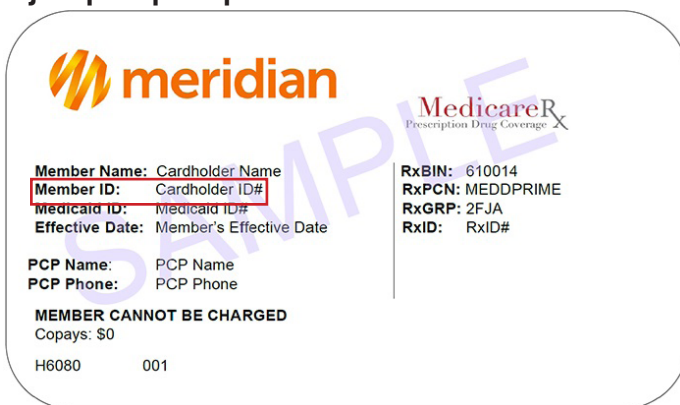 meridian
MedicareRx
Prescription Drug Coverage
SAMPLE
Member Name: Cardholder Name
Member ID: Cardholder ID#
Medicaid ID: Medicaid ID#
Effective Date: Member's Effective Date
PCP Name: PCP Name
PCP Phone: PCP Phone
MEMBER CANNOT BE CHARGED
Copays: $0
H6080 001
RxBIN: 610014
RxPCN: MEDDPRIME
RxGRP: 2FJA
RxID: RxID#